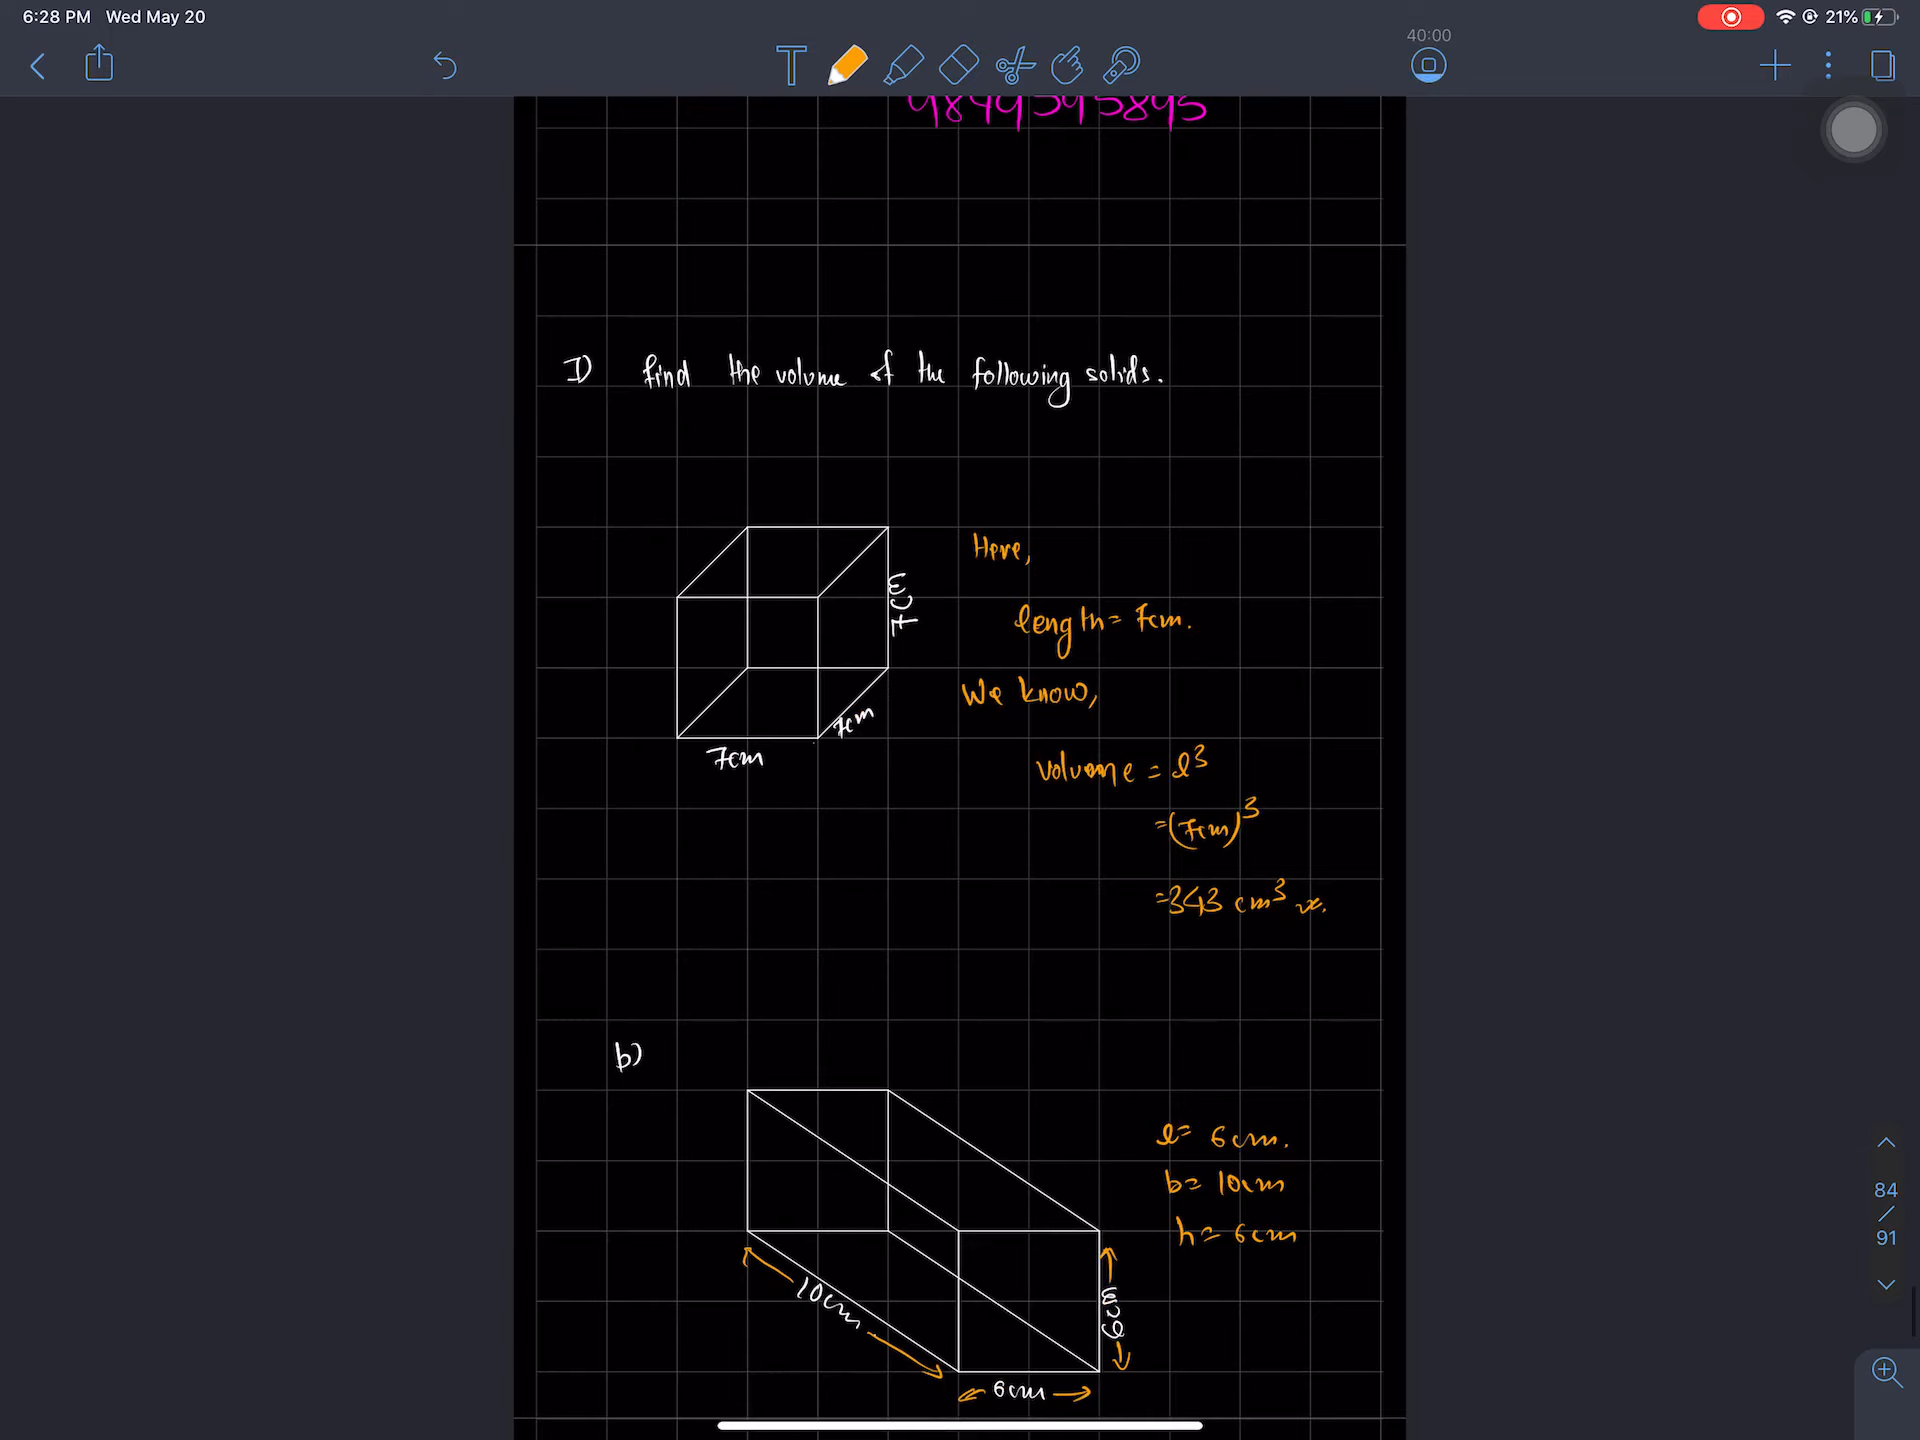 6:28 PM Wed May 20
21%
40:00
I) find the volume of the following solids.
Here,
7cm
length = 7cm.
We know,
7cm
7cm
volume = l³
= (7cm)³
= 343 cm³
b)
l = 6cm.
b = 10cm
h = 6cm
10cm
6cm
6cm
84
/
91